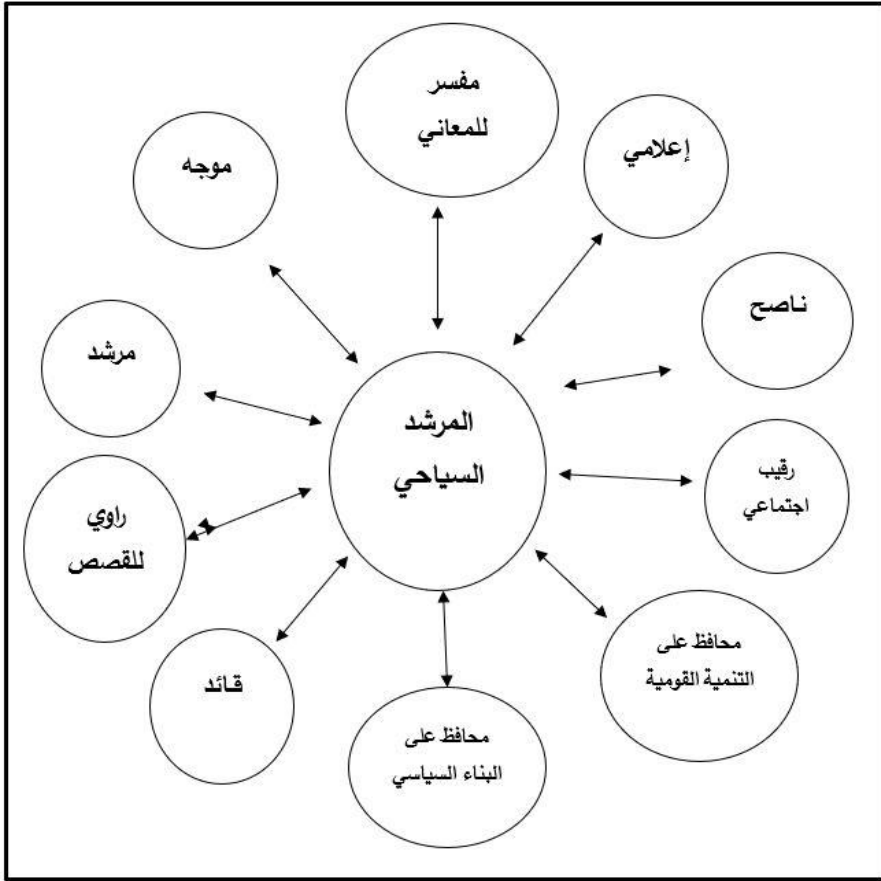 مفسر
للمعاني
إعلامي
موجه
ناصح
مرشد
المرشد
السياحي
رقيب
اجتماعي
راوي
للقصص
محافظ على
التنمية القومية
قائد
محافظ على
البناء السياسي